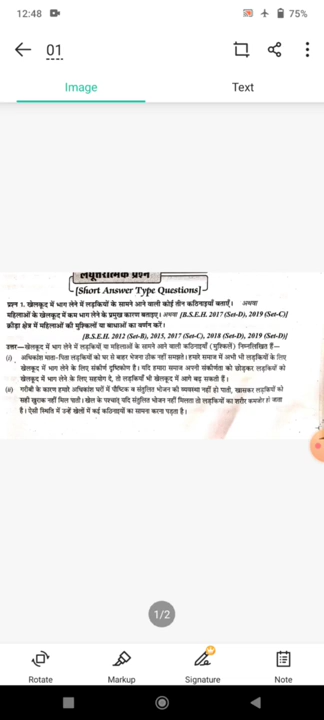 12:48
75%
01
Image
Text
लघूत्तरात्मक प्रश्न
[Short Answer Type Questions]
प्रश्न 1. खेलकूद में भाग लेने में लड़कियों के सामने आने वाली कोई तीन कठिनाइयाँ बताएँ। अथवा
महिलाओं के खेलकूद में कम भाग लेने के प्रमुख कारण बताइए। अथवा [B.S.E.H. 2017 (Set-D), 2019 (Set-C)]
क्रीड़ा क्षेत्र में महिलाओं की मुश्किलों या बाधाओं का वर्णन करें।
[B.S.E.H. 2012 (Set-B), 2015, 2017 (Set-C), 2018 (Set-D), 2019 (Set-D)]
उत्तर—खेलकूद में भाग लेने में लड़कियों या महिलाओं के सामने आने वाली कठिनाइयाँ (मुश्किलें) निम्नलिखित हैं—
(i) अधिकांश माता-पिता लड़कियों को घर से बाहर भेजना ठीक नहीं समझते। हमारे समाज में अभी भी लड़कियों के लिए
खेलकूद में भाग लेने के लिए संकीर्ण दृष्टिकोण है। यदि हमारा समाज अपनी संकीर्णता को छोड़कर लड़कियों को
खेलकूद में भाग लेने के लिए सहयोग दे, तो लड़कियाँ भी खेलकूद में आगे बढ़ सकती हैं।
(ii) गरीबी के कारण हमारे अधिकांश घरों में पौष्टिक व संतुलित भोजन की व्यवस्था नहीं हो पाती, खासकर लड़कियों को
सही खुराक नहीं मिल पाती। खेल के पश्चात् यदि संतुलित भोजन नहीं मिलता तो लड़कियों का शरीर कमजोर हो जाता
है। ऐसी स्थिति में उन्हें खेलों में कई कठिनाइयों का सामना करना पड़ता है।
1/2
Rotate
Markup
Signature
Note